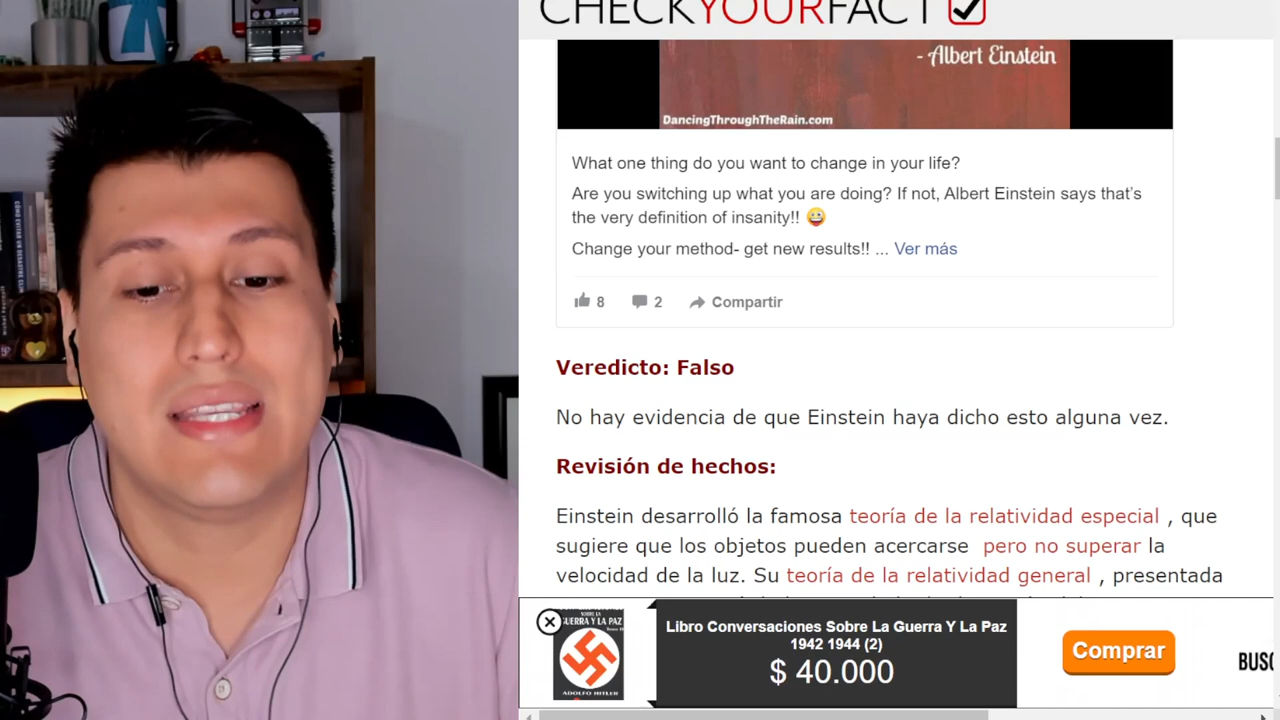 CHECKYOURFACT
- Albert Einstein
DancingThroughTheRain.com
What one thing do you want to change in your life?
Are you switching up what you are doing? If not, Albert Einstein says that's
the very definition of insanity!! 😀
Change your method- get new results!! ... Ver más
8 2 Compartir
Veredicto: Falso
No hay evidencia de que Einstein haya dicho esto alguna vez.
Revisión de hechos:
Einstein desarrolló la famosa teoría de la relatividad especial , que
sugiere que los objetos pueden acercarse pero no superar la
velocidad de la luz. Su teoría de la relatividad general , presentada
GUERRA Y LA PAZ
ADOLFO HITLER
Libro Conversaciones Sobre La Guerra Y La Paz
1942 1944 (2)
$ 40.000
Comprar